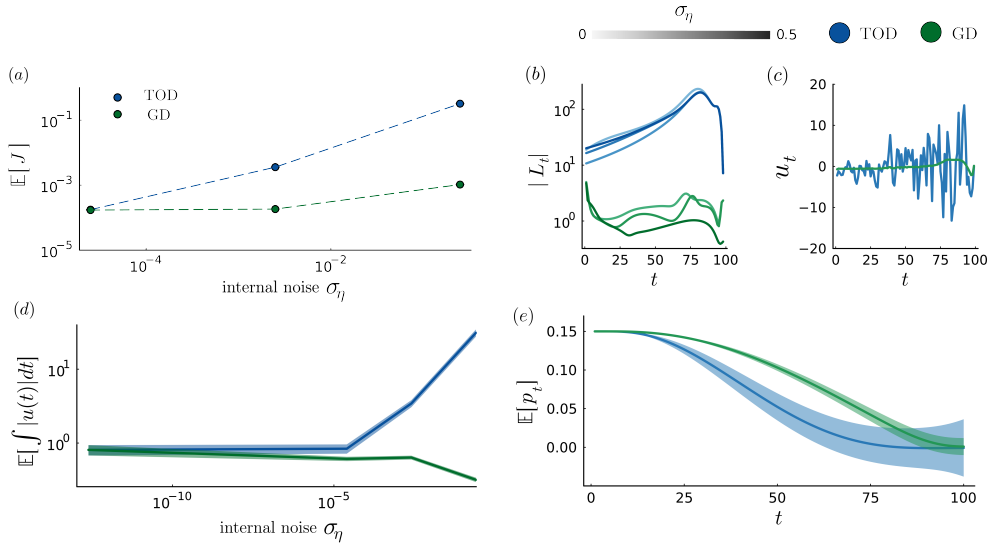 σ_η
0 0.5 TOD GD
(a)
TOD
GD
𝔼[J]
10^{-1}
10^{-3}
10^{-5}
10^{-4} 10^{-2}
internal noise σ_η
(b)
|L_t|
10^2
10^1
10^0
0 25 50 75 100
t
(c)
u_t
20
10
0
−10
−20
0 25 50 75 100
t
(d)
𝔼[∫|u(t)|dt]
10^1
10^0
10^{-10} 10^{-5}
internal noise σ_η
(e)
𝔼[p_t]
0.15
0.10
0.05
0.00
0 25 50 75 100
t